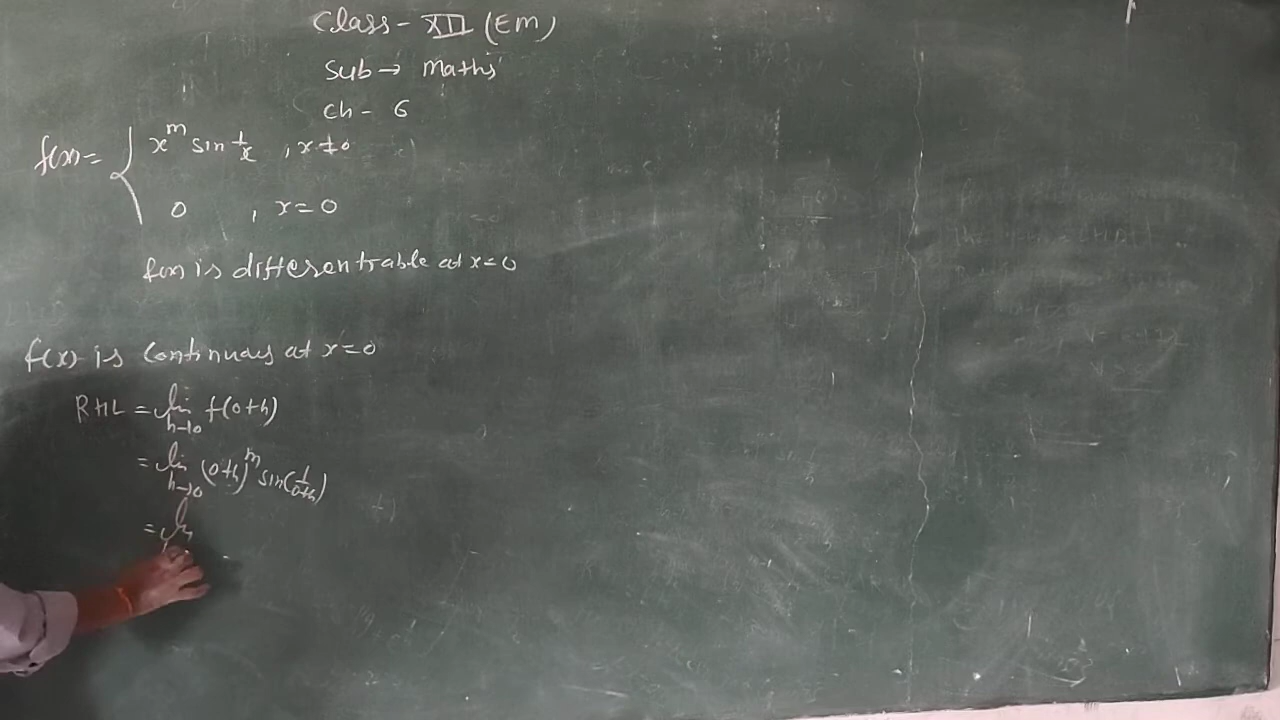 Class - XII (EM)
Sub → Maths
Ch - 6
f(x) = { x^m sin 1/x , x ≠ 0
0 , x = 0
f(x) is differentrable at x = 0
f(x) is Continuous at x = 0
RHL = lim h→0 f(0+h)
= lim h→0 (0+h)^m sin(1/0+h)
= li